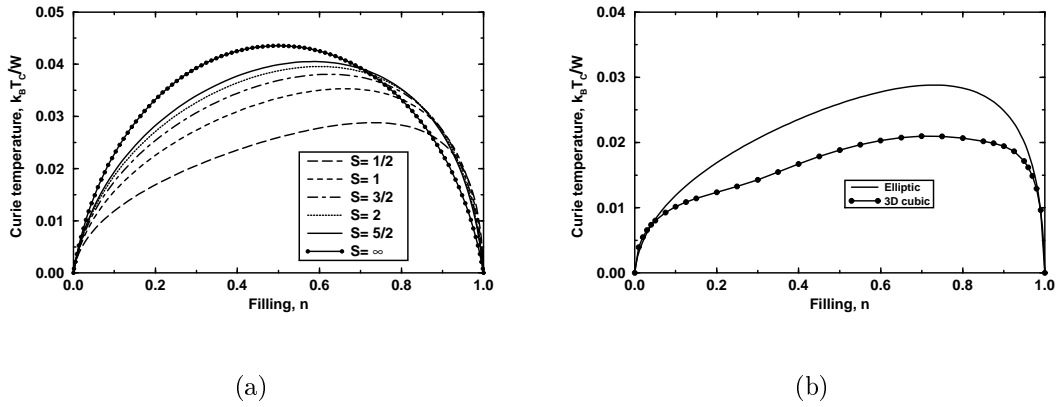 (a)
0.05
0.04
0.03
0.02
0.01
0.00
Curie temperature, k_BT_C/W
S= 1/2
S= 1
S= 3/2
S= 2
S= 5/2
S= ∞
0.0 0.2 0.4 0.6 0.8 1.0
Filling, n
(b)
0.04
0.03
0.02
0.01
0.00
Curie temperature, k_BT_C/W
Elliptic
3D cubic
0.0 0.2 0.4 0.6 0.8 1.0
Filling, n
(a)
(b)